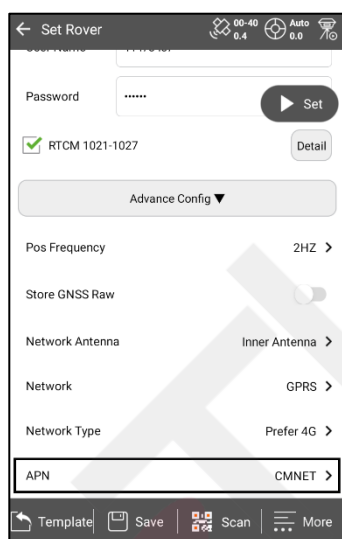 Set Rover 00-40 0.4 Auto 0.0
Password ••••••
Set
RTCM 1021-1027 Detail
Advance Config ▼
Pos Frequency 2HZ >
Store GNSS Raw
Network Antenna Inner Antenna >
Network GPRS >
Network Type Prefer 4G >
APN CMNET >
Template Save Scan More